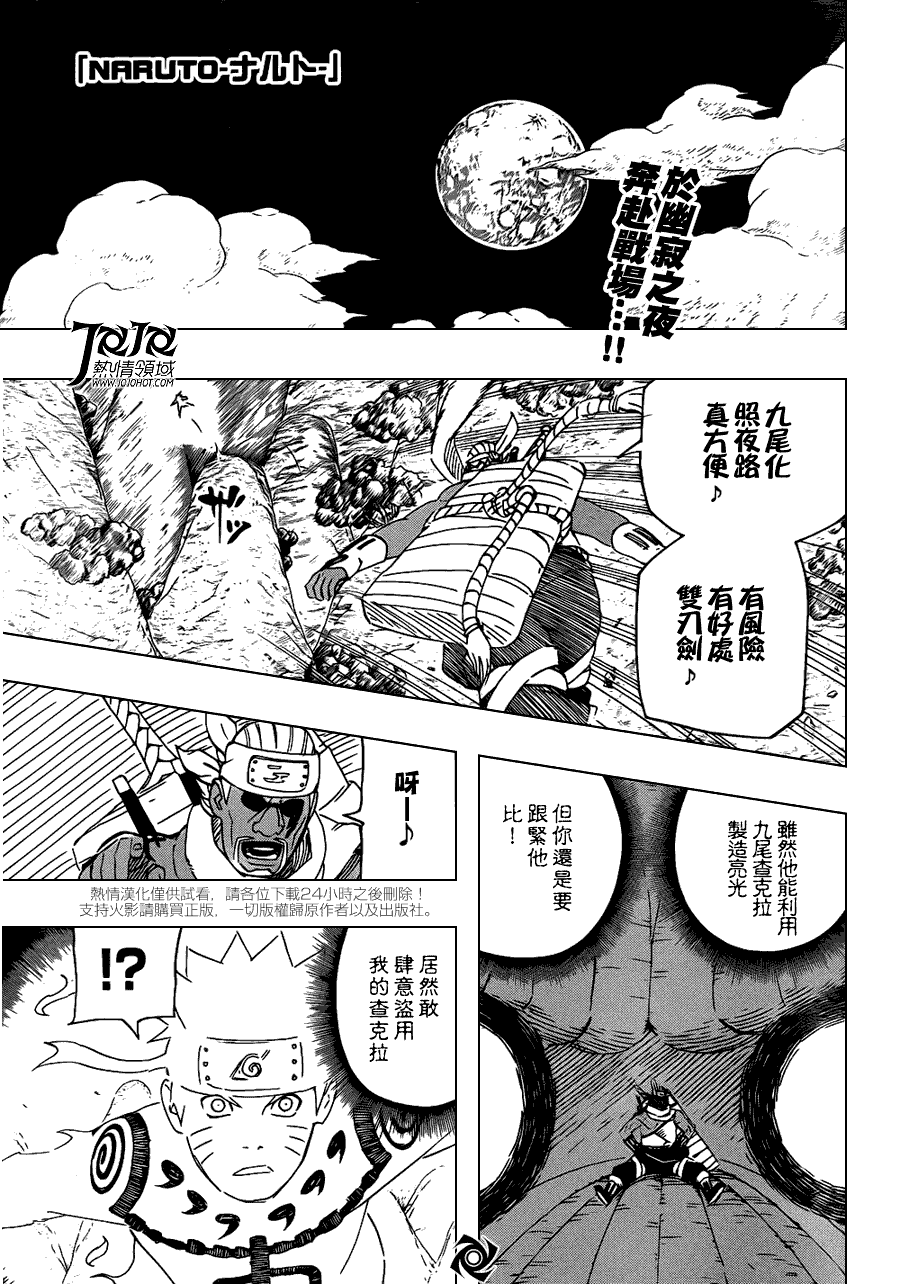 「NARUTO-ナルト-」
於幽寂之夜
奔赴戰場…!!
JOJO
熱情領域
WWW.JOJOHOT.COM
九尾化
照夜路
真方便♪
有風險
有好處
雙刃劍♪
ザッ
雖然他能利用
九尾查克拉
製造亮光
但你還是要
跟緊他
比！
呀ー♪
熱情漢化僅供試看，請各位下載24小時之後刪除！
支持火影請購買正版，一切版權歸原作者以及出版社。
居然敢
肆意盜用
我的查克拉
!?